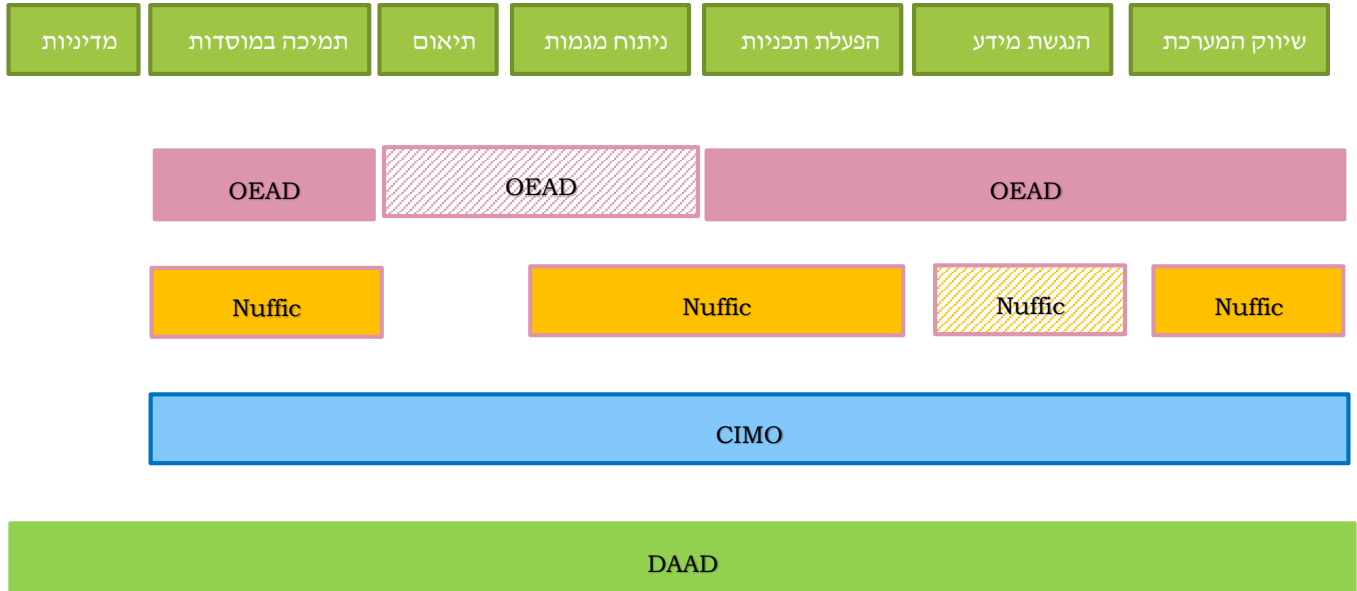 שיווק המערכת
הנגשת מידע
הפעלת תכניות
ניתוח מגמות
תיאום
תמיכה במוסדות
מדיניות
OEAD
OEAD
OEAD
Nuffic
Nuffic
Nuffic
Nuffic
CIMO
DAAD